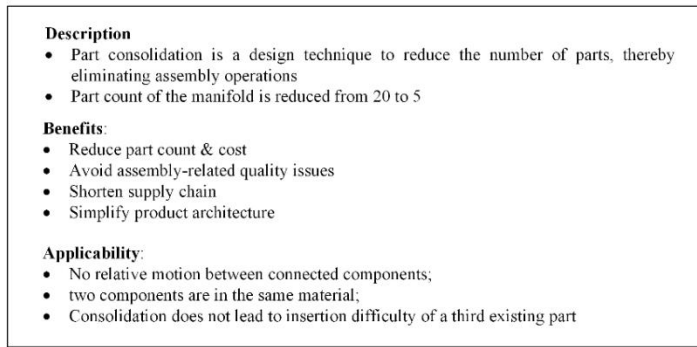 Description
• Part consolidation is a design technique to reduce the number of parts, thereby
eliminating assembly operations
• Part count of the manifold is reduced from 20 to 5
Benefits:
• Reduce part count & cost
• Avoid assembly-related quality issues
• Shorten supply chain
• Simplify product architecture
Applicability:
• No relative motion between connected components;
• two components are in the same material;
• Consolidation does not lead to insertion difficulty of a third existing part